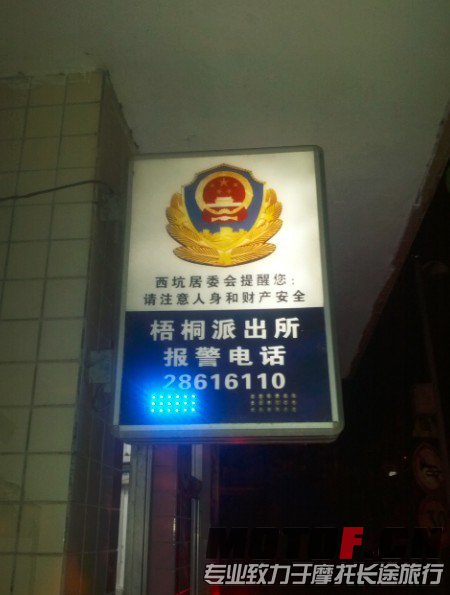 西坑居委会提醒您:
请注意人身和财产安全
梧桐派出所
报警电话
28616110
MOTOF.CN
专业致力于摩托长途旅行